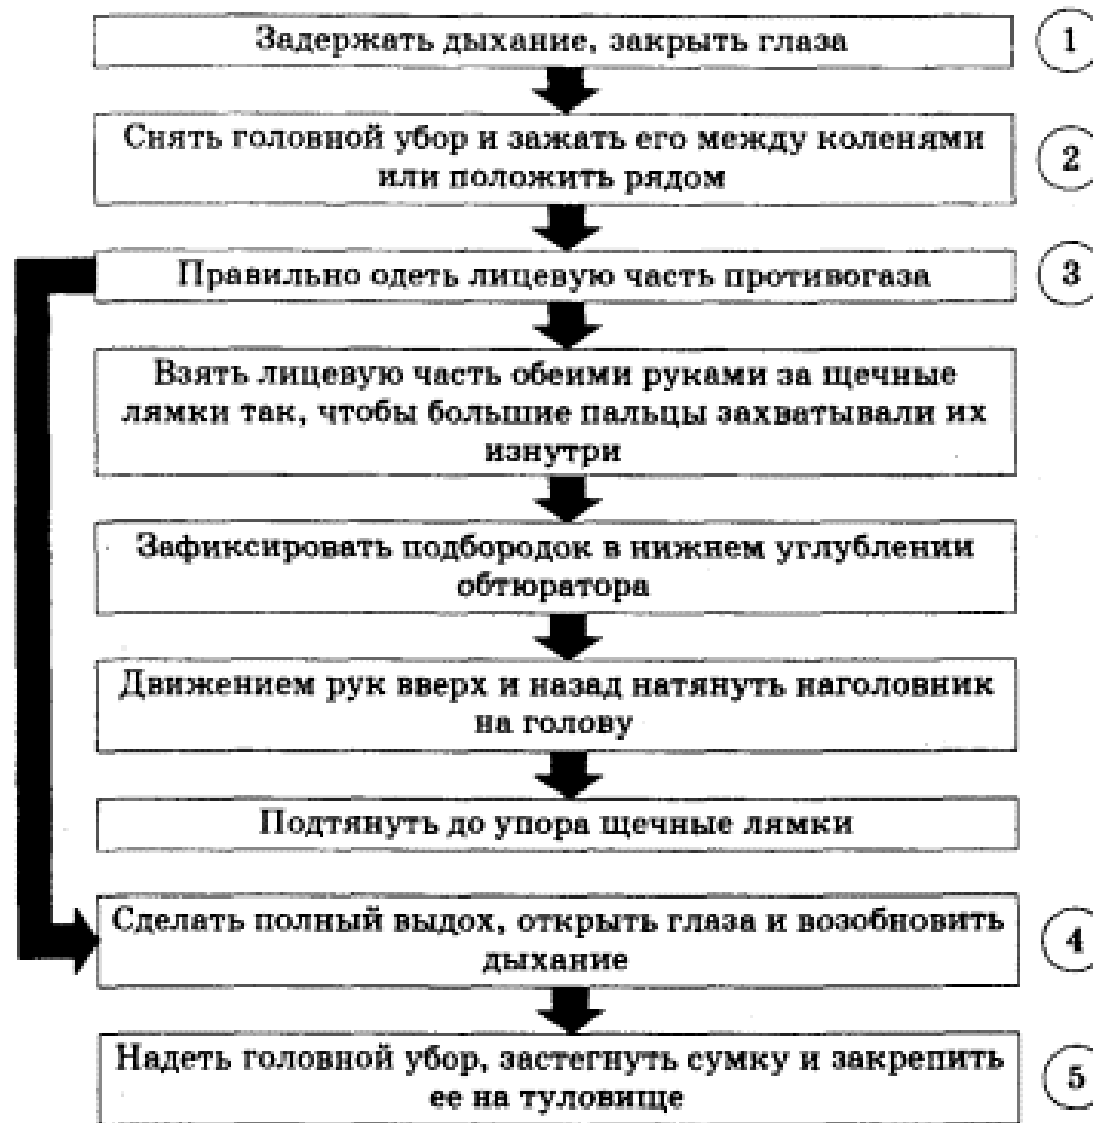 Задержать дыхание, закрыть глаза
1
Снять головной убор и зажать его между коленями
или положить рядом
2
Правильно одеть лицевую часть противогаза
3
Взять лицевую часть обеими руками за щечные
лямки так, чтобы большие пальцы захватывали их
изнутри
Зафиксировать подбородок в нижнем углублении
обтюратора
Движением рук вверх и назад натянуть наголовник
на голову
Подтянуть до упора щечные лямки
Сделать полный выдох, открыть глаза и возобновить
дыхание
4
Надеть головной убор, застегнуть сумку и закрепить
ее на туловище
5